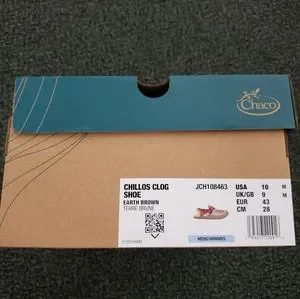 Chaco
CHILLOS CLOG
SHOE
EARTH BROWN
TERRE BRUNE
JCH108463
USA 10 M
UK/GB 9 M
EUR 43
CM 28
MENS/HOMMES